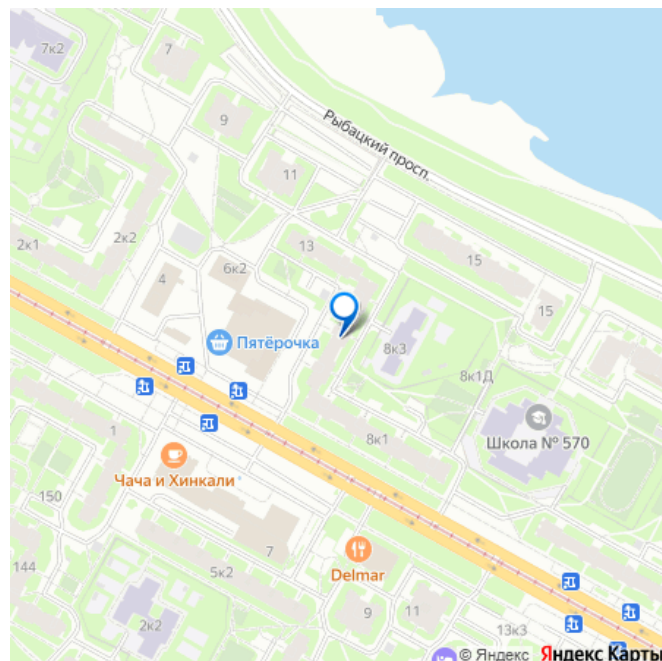 7к2
7
9
Рыбацкий просп.
11
2к1
2к2
13
6к2
4
15
15
Пятёрочка
8к3
8к1Д
8к1
Школа № 570
1
Чача и Хинкали
150
7
Delmar
144
5к2
2к2
9
11
13к3
© Яндекс Яндекс Карты